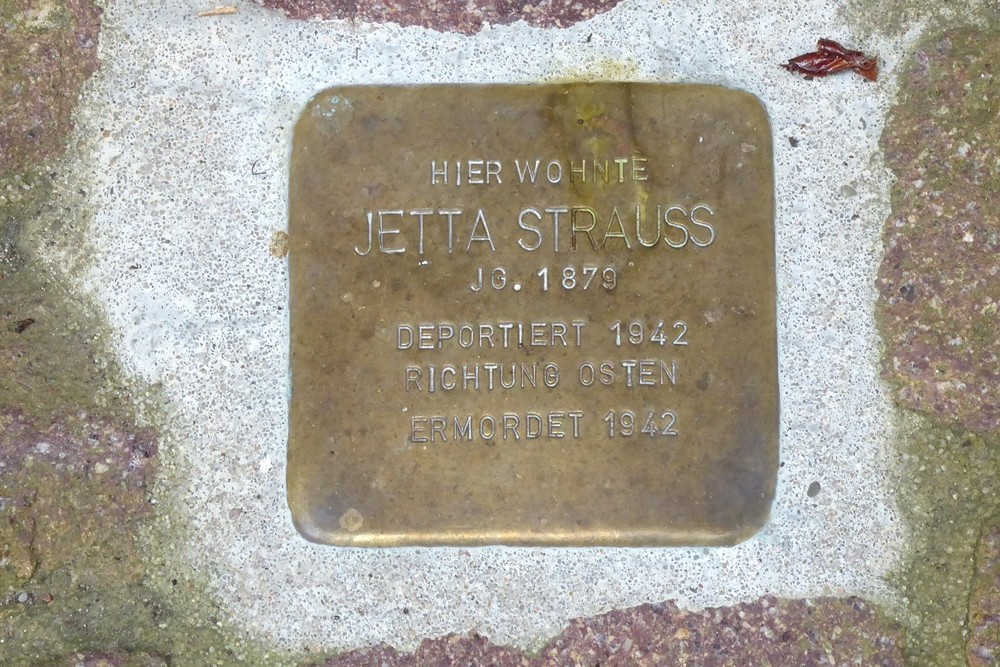 HIER WOHNTE
JETTA STRAUSS
JG. 1879
DEPORTIERT 1942
RICHTUNG OSTEN
ERMORDET 1942